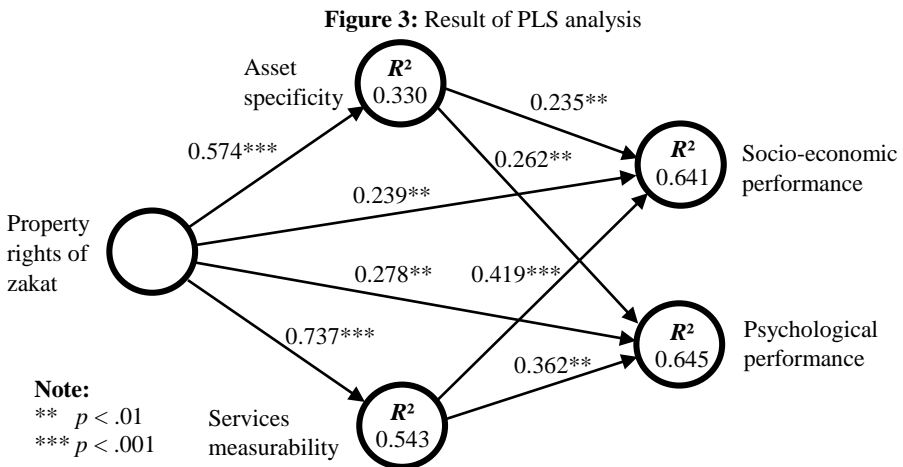 Figure 3: Result of PLS analysis
Asset
specificity
R²
0.330
0.235**
0.574***
0.262**
R²
0.641
Socio-economic
performance
0.239**
Property
rights of
zakat
0.278**
0.419***
0.737***
R²
0.645
Psychological
performance
0.362**
Note:
** p < .01
*** p < .001
Services
measurability
R²
0.543